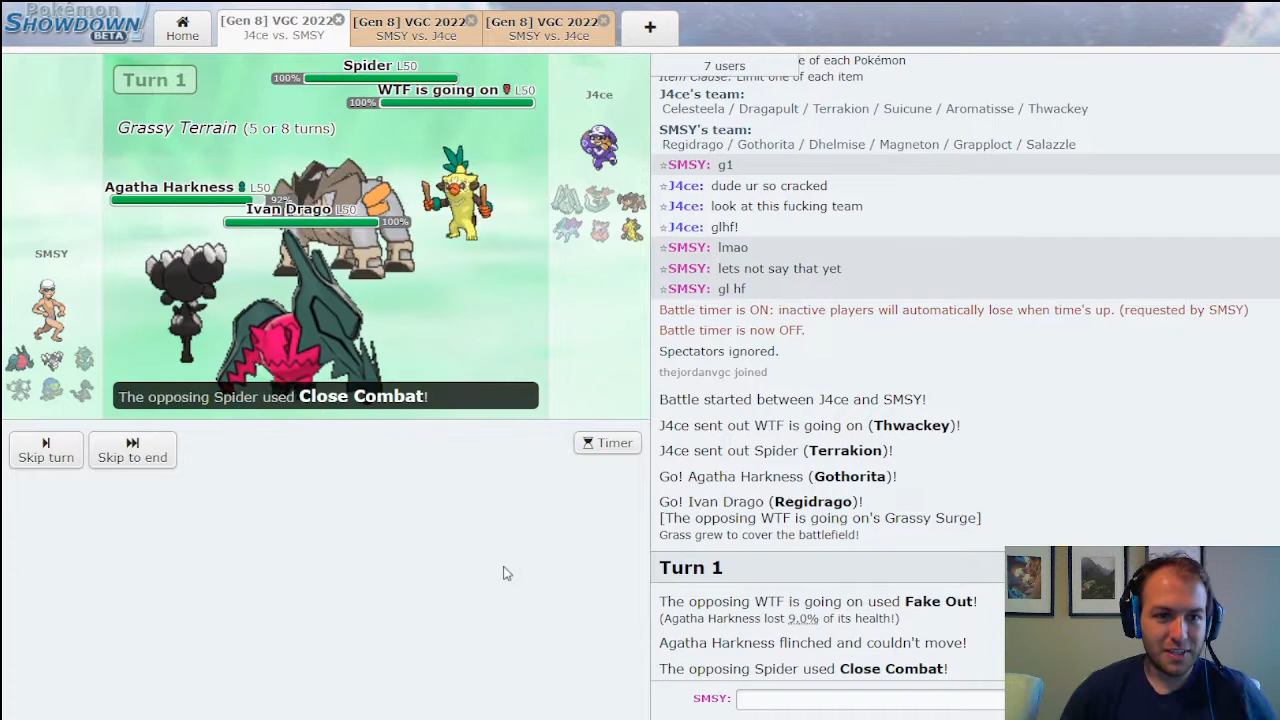 Pokémon
SHOWDOWN!
BETA
Home
[Gen 8] VGC 2022
J4ce vs. SMSY
[Gen 8] VGC 2022
SMSY vs. J4ce
[Gen 8] VGC 2022
SMSY vs. J4ce
+
Turn 1
Spider L50
100%
WTF is going on L50
100%
Grassy Terrain (5 or 8 turns)
Agatha Harkness L50
92%
Ivan Drago L50
100%
SMSY
J4ce
The opposing Spider used Close Combat!
Skip turn
Skip to end
Timer
7 users
e of each Pokémon
Item Clause: Limit one of each item
J4ce's team:
Celesteela / Dragapult / Terrakion / Suicune / Aromatisse / Thwackey
SMSY's team:
Regidrago / Gothorita / Dhelmise / Magneton / Grapploct / Salazzle
☆SMSY: g1
☆J4ce: dude ur so cracked
☆J4ce: look at this fucking team
☆J4ce: glhf!
☆SMSY: lmao
☆SMSY: lets not say that yet
☆SMSY: gl hf
Battle timer is ON: inactive players will automatically lose when time's up. (requested by SMSY)
Battle timer is now OFF.
Spectators ignored.
thejordanvgc joined
Battle started between J4ce and SMSY!
J4ce sent out WTF is going on (Thwackey)!
J4ce sent out Spider (Terrakion)!
Go! Agatha Harkness (Gothorita)!
Go! Ivan Drago (Regidrago)!
[The opposing WTF is going on's Grassy Surge]
Grass grew to cover the battlefield!
Turn 1
The opposing WTF is going on used Fake Out!
(Agatha Harkness lost 9.0% of its health!)
Agatha Harkness flinched and couldn't move!
The opposing Spider used Close Combat!
SMSY: